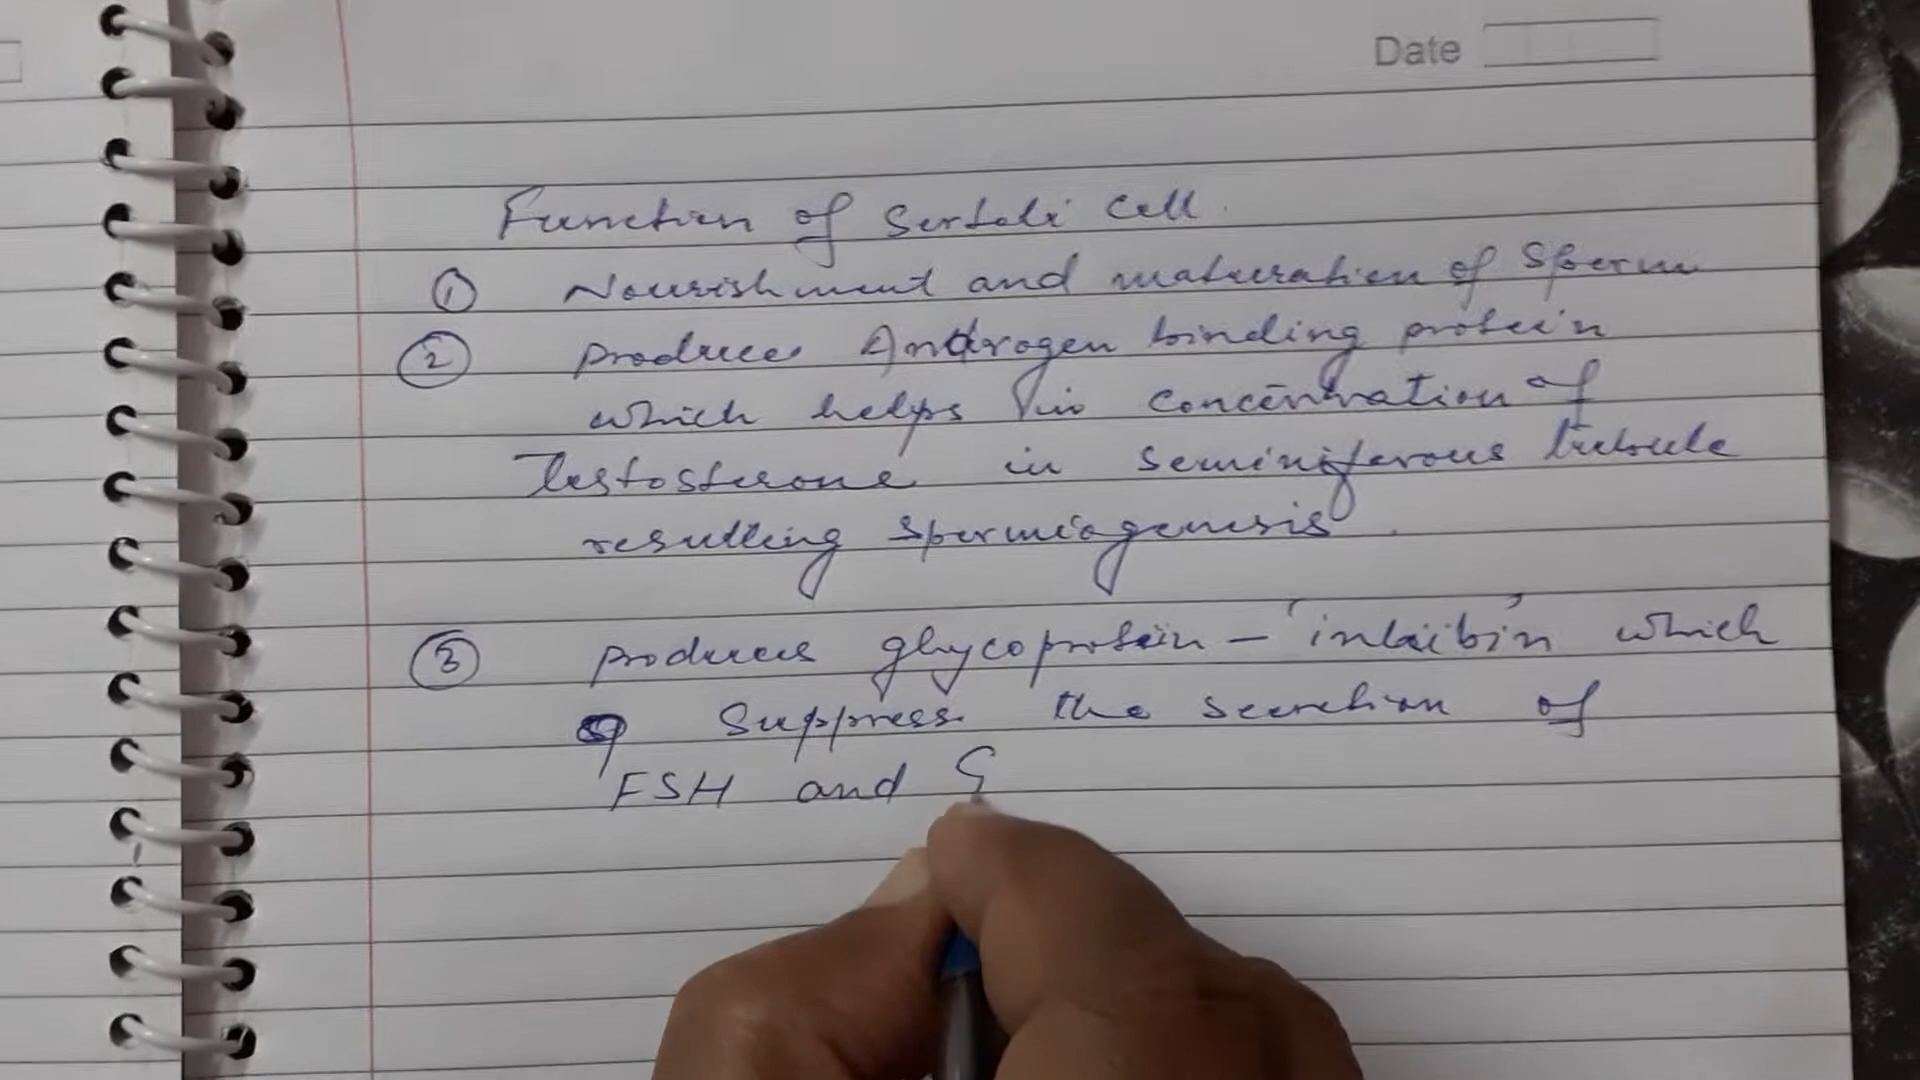 Date
Function of Sertoli Cell.
① Nourishment and maturation of Sperm
② produces Androgen binding protein
which helps in concentration of
Testosterone in seminiferous tubule
resulting spermiogenesis.
③ produces glycoprotein – 'inhibin' which
Suppress the secretion of
FSH and G